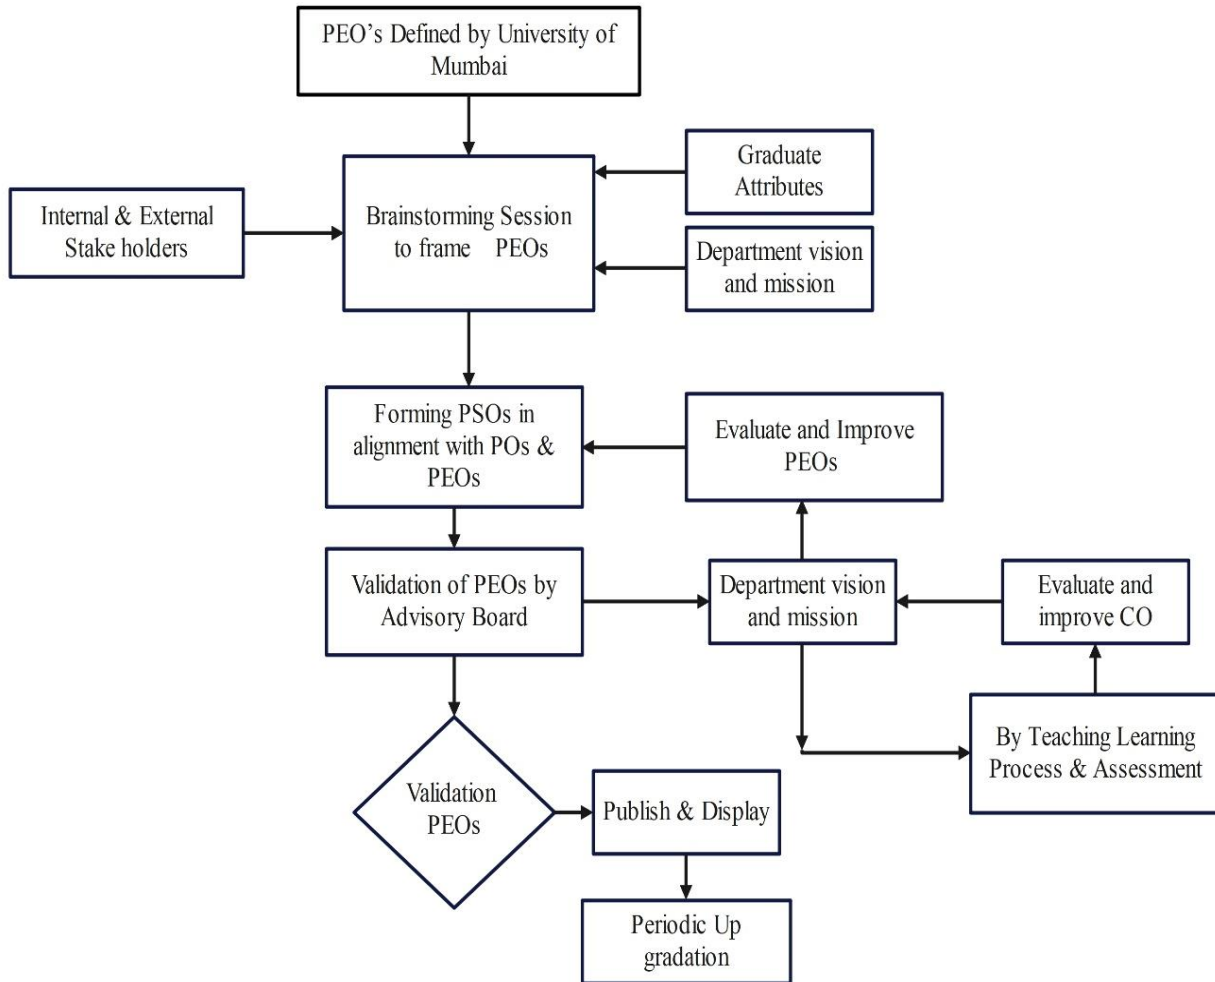 PEO’s Defined by University of
Mumbai
Graduate
Attributes
Internal & External
Stake holders
Brainstorming Session
to frame PEOs
Department vision
and mission
Forming PSOs in
alignment with POs &
PEOs
Evaluate and Improve
PEOs
Validation of PEOs by
Advisory Board
Department vision
and mission
Evaluate and
improve CO
By Teaching Learning
Process & Assessment
Validation
PEOs
Publish & Display
Periodic Up
gradation